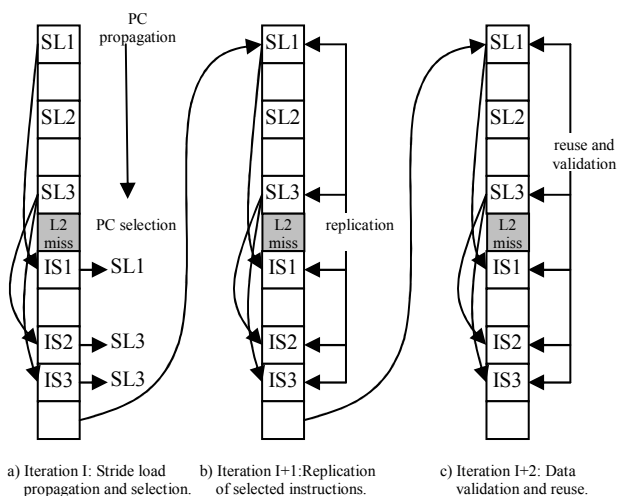 PC
propagation
SL1
SL2
SL3
PC selection
L2
miss
IS1
SL1
IS2
SL3
IS3
SL3
a) Iteration I: Stride load
propagation and selection.
SL1
SL2
SL3
L2
miss
replication
IS1
IS2
IS3
b) Iteration I+1:Replication
of selected instructions.
SL1
SL2
reuse and
validation
SL3
L2
miss
IS1
IS2
IS3
c) Iteration I+2: Data
validation and reuse.